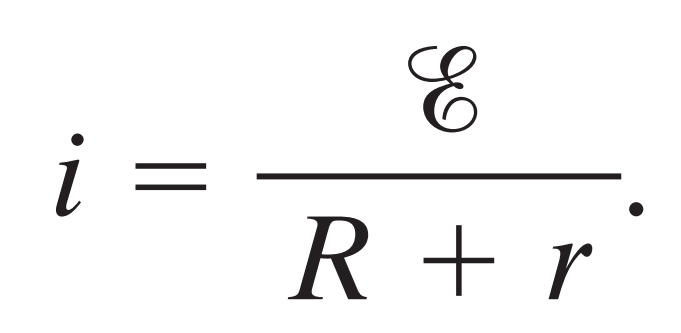 i = ℰ / (R + r).